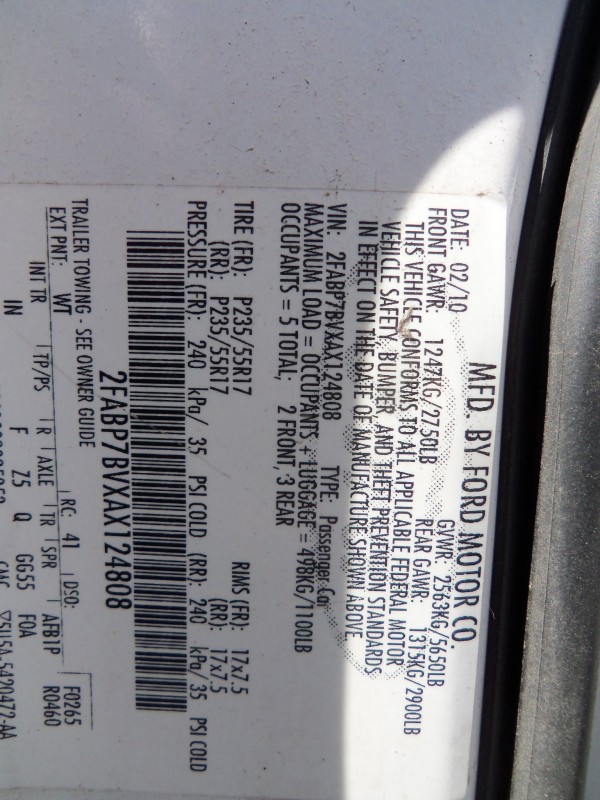 MFD. BY FORD MOTOR CO.
DATE: 02/10 GVWR: 2563KG/5650LB
FRONT GAWR: 1247KG/2750LB REAR GAWR: 1315KG/2900LB
THIS VEHICLE CONFORMS TO ALL APPLICABLE FEDERAL MOTOR
VEHICLE SAFETY, BUMPER, AND THEFT PREVENTION STANDARDS
IN EFFECT ON THE DATE OF MANUFACTURE SHOWN ABOVE
VIN: 2FABP7BVXAX124808 TYPE: Passenger Car
MAXIMUM LOAD = OCCUPANTS + LUGGAGE = 498KG/1100LB
OCCUPANTS = 5 TOTAL; 2 FRONT, 3 REAR
TIRE (FR): P235/55R17 RIMS (FR): 17x7.5
(RR): P235/55R17 (RR): 17x7.5
PRESSURE (FR): 240 kPa/ 35 PSI COLD (RR): 240 kPa/ 35 PSI COLD
2FABP7BVXAX124808
TRAILER TOWING - SEE OWNER GUIDE
EXT PNT: WT RC: 41 DSO: F0265
AFB1P R0460
INT TR TP/PS R AXLE TR SPR F0A
IN F Z5 Q GG55
5U5A-5420472-AA